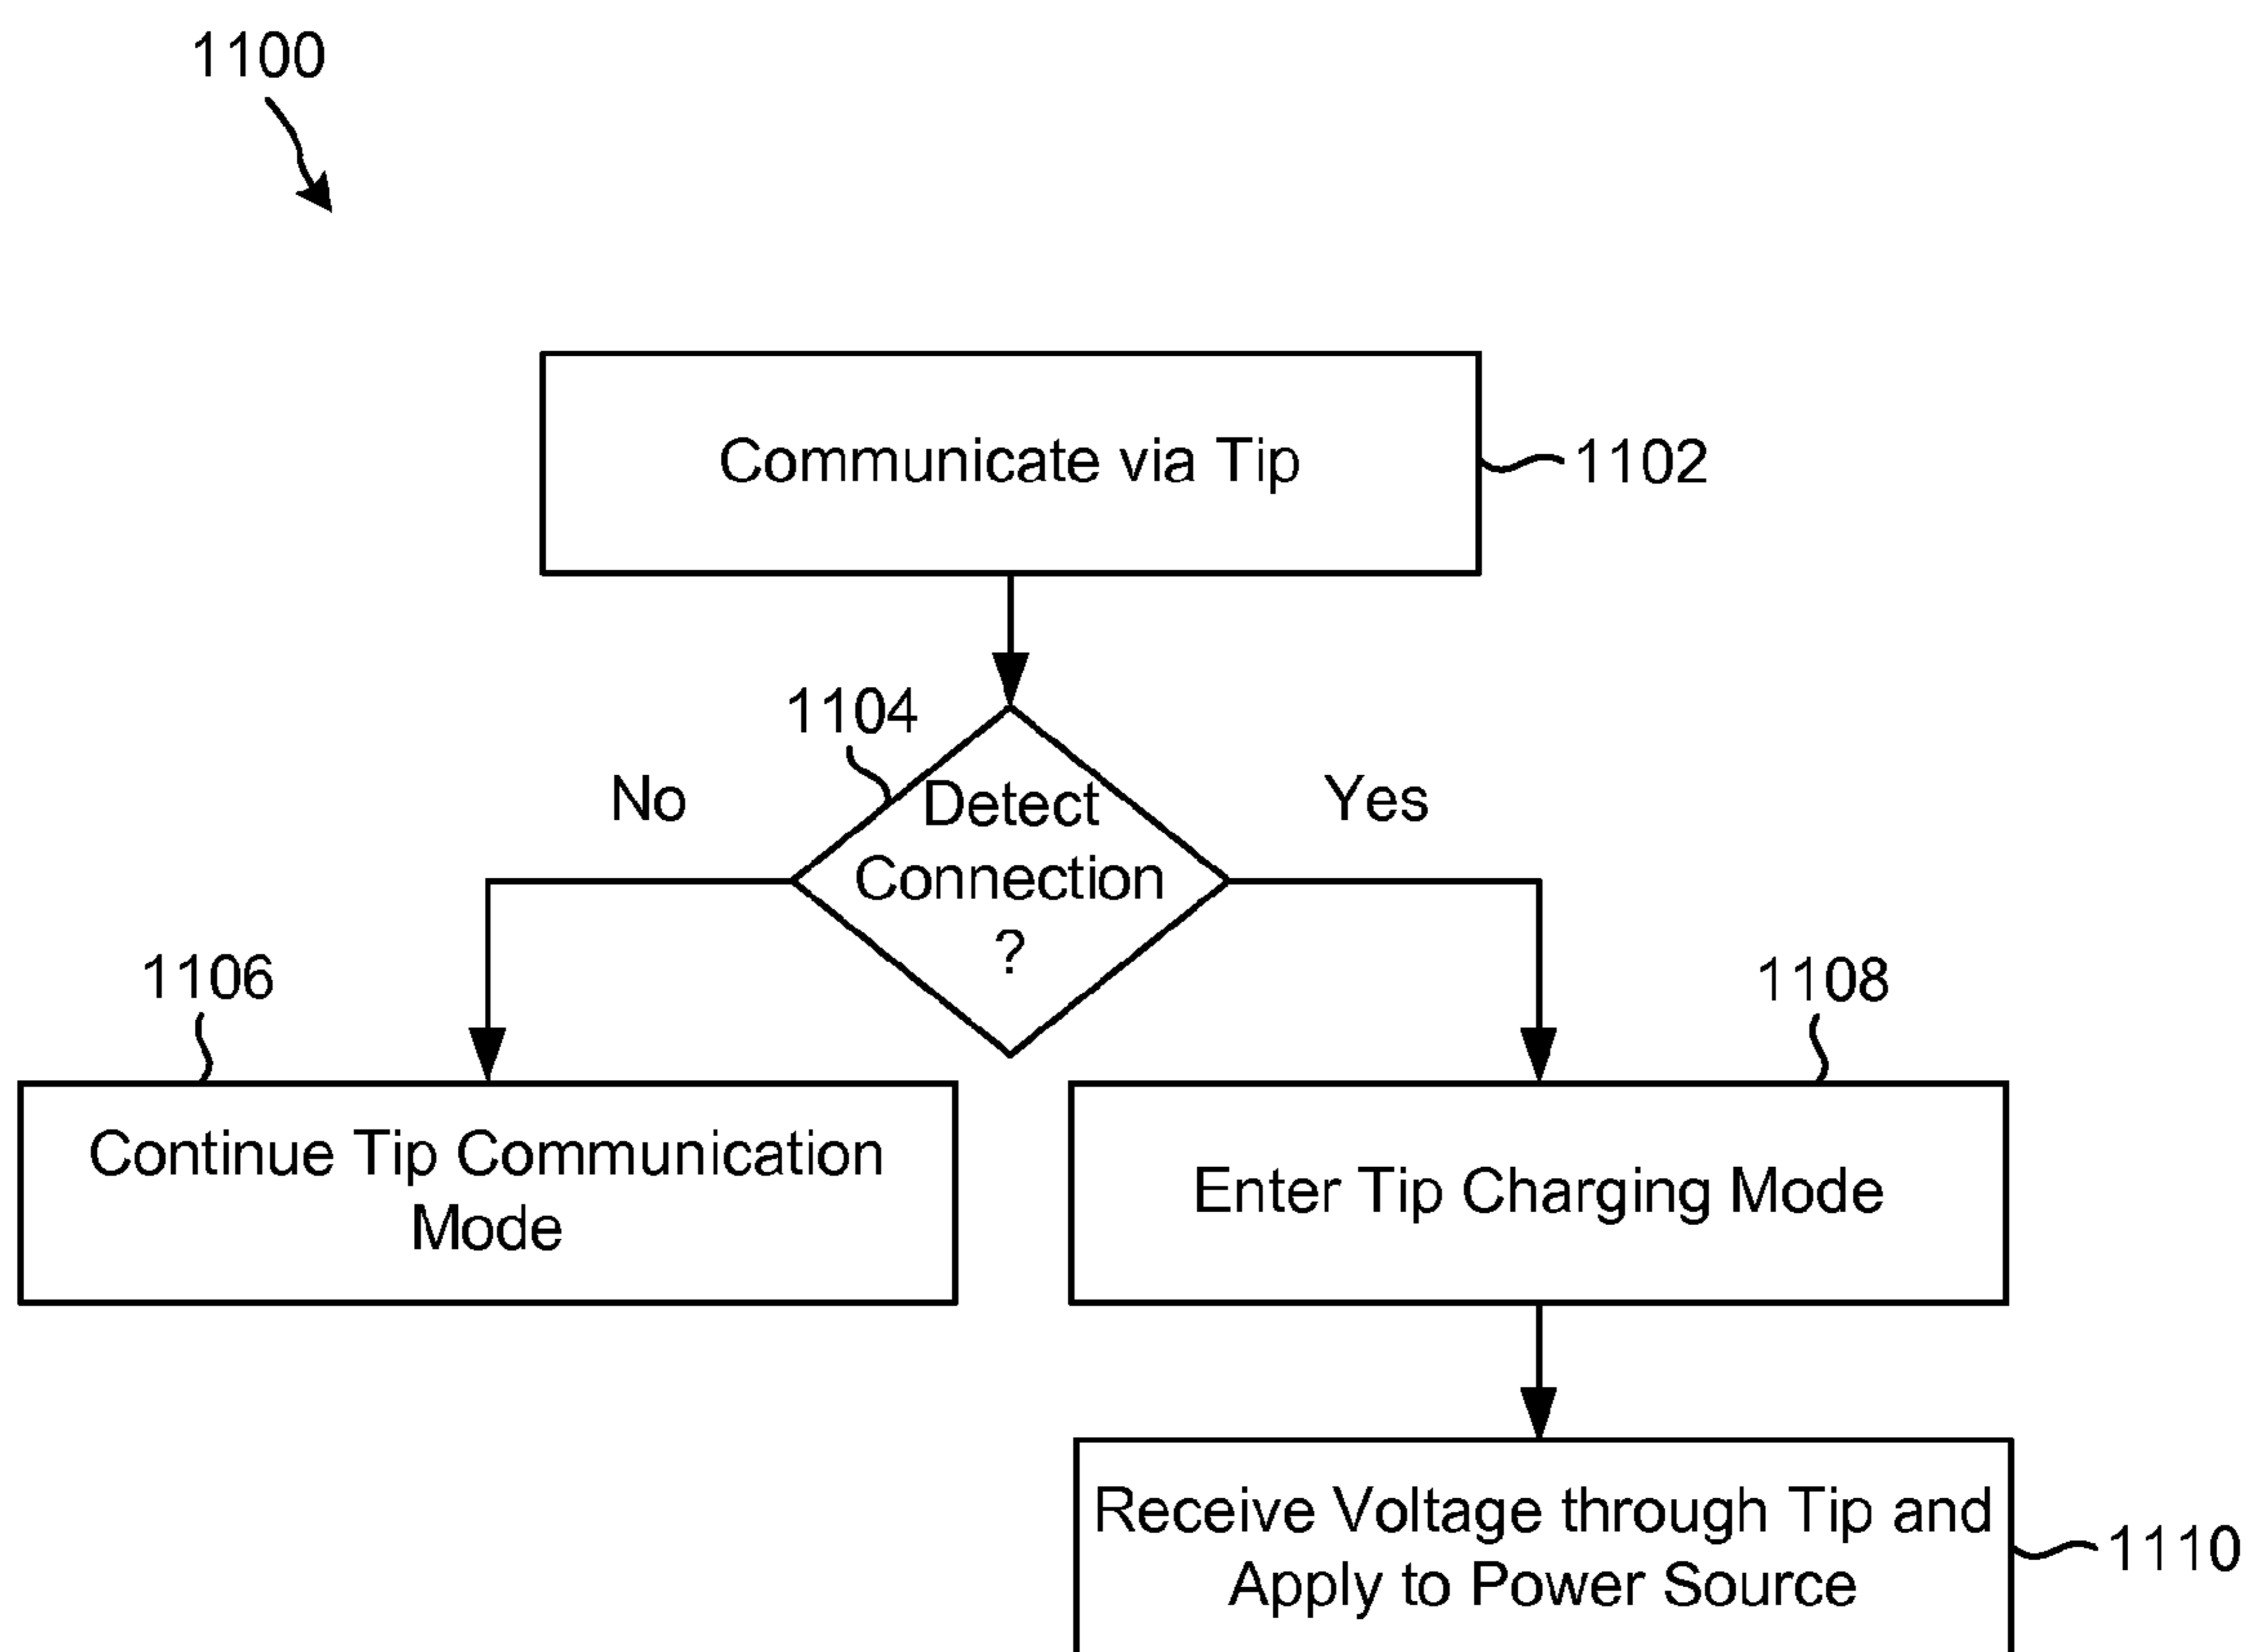 1100
Communicate via Tip
1102
1104
No
Detect
Connection
?
Yes
1106
1108
Continue Tip Communication
Mode
Enter Tip Charging Mode
Receive Voltage through Tip and
Apply to Power Source
1110